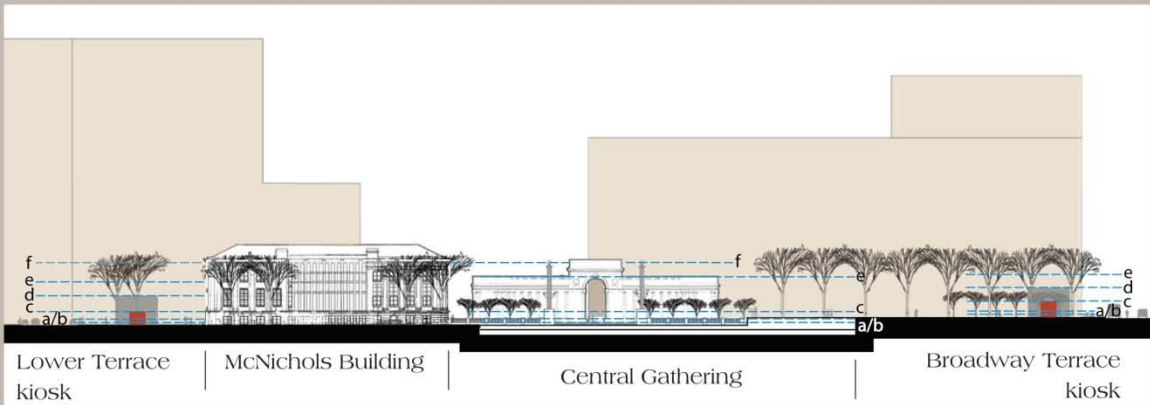 f
e
d
c
a/b
f
e
c
a/b
e
d
c
a/b
Lower Terrace
kiosk
McNichols Building
Central Gathering
Broadway Terrace
kiosk